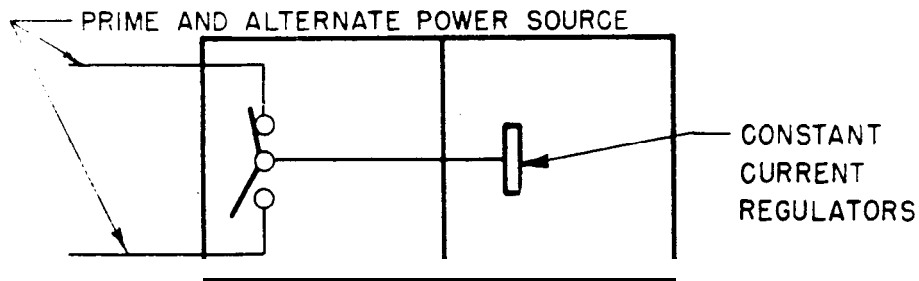 PRIME AND ALTERNATE POWER SOURCE
CONSTANT
CURRENT
REGULATORS